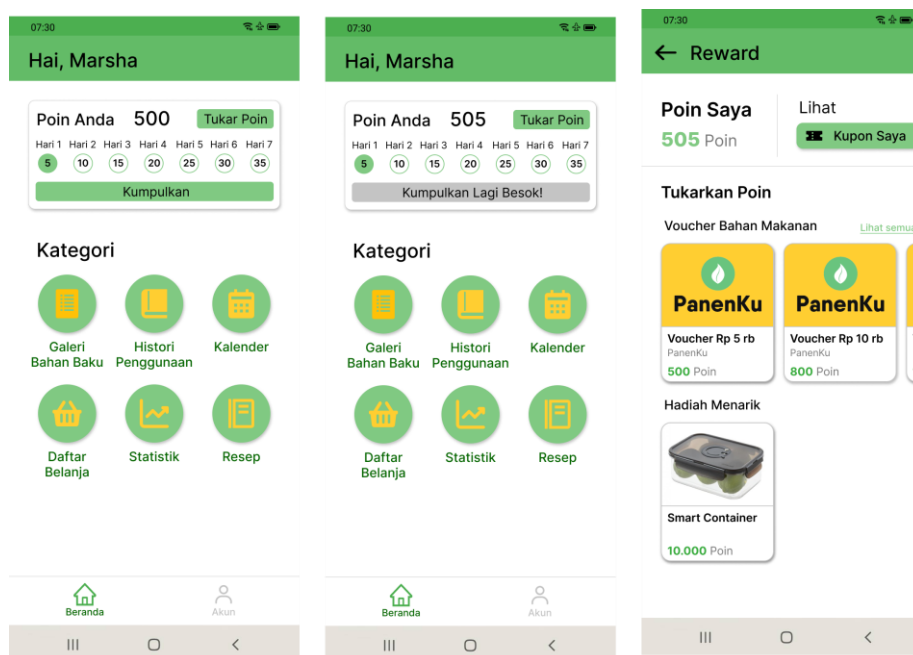 07:30
Hai, Marsha
Poin Anda 500 Tukar Poin
Hari 1 Hari 2 Hari 3 Hari 4 Hari 5 Hari 6 Hari 7
5 10 15 20 25 30 35
Kumpulkan
Kategori
Galeri Bahan Baku
Histori Penggunaan
Kalender
Daftar Belanja
Statistik
Resep
Beranda
Akun
07:30
Hai, Marsha
Poin Anda 505 Tukar Poin
Hari 1 Hari 2 Hari 3 Hari 4 Hari 5 Hari 6 Hari 7
5 10 15 20 25 30 35
Kumpulkan Lagi Besok!
Kategori
Galeri Bahan Baku
Histori Penggunaan
Kalender
Daftar Belanja
Statistik
Resep
Beranda
Akun
07:30
Reward
Poin Saya
505 Poin
Lihat
Kupon Saya
Tukarkan Poin
Voucher Bahan Makanan
Lihat semua
PanenKu
Voucher Rp 5 rb
PanenKu
500 Poin
PanenKu
Voucher Rp 10 rb
PanenKu
800 Poin
Hadiah Menarik
Smart Container
10.000 Poin